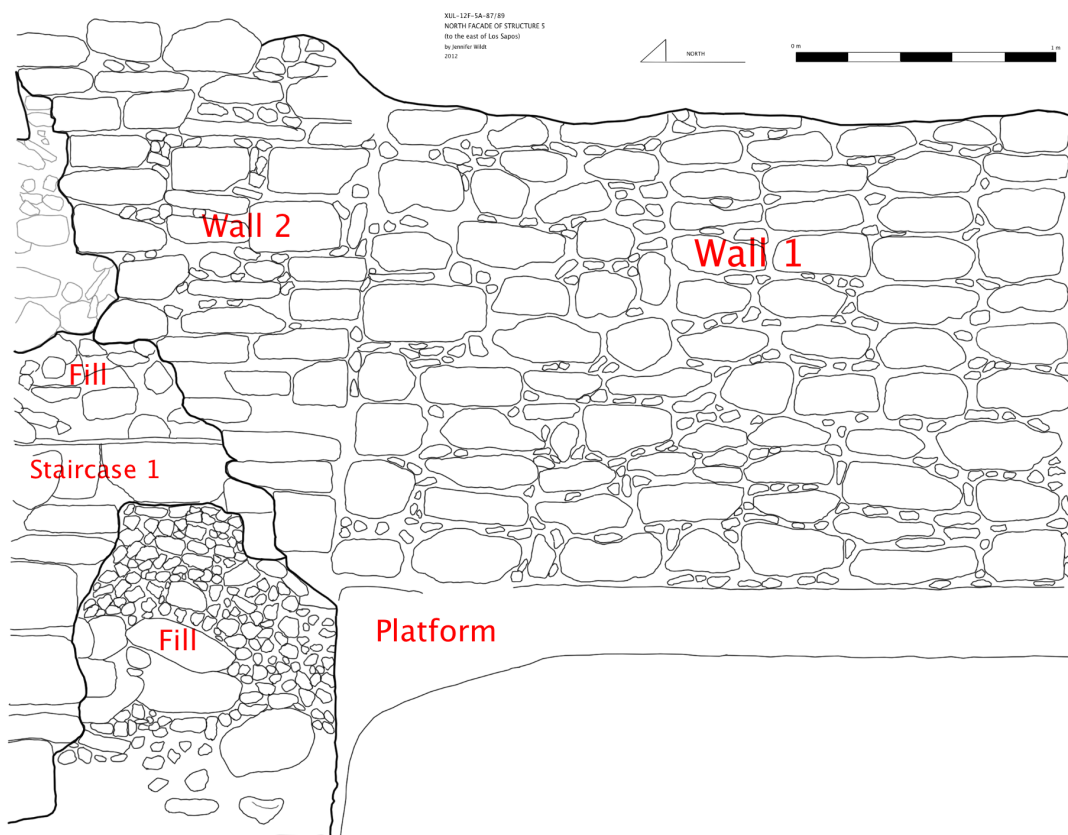 XUL-12F-5A-87/89
NORTH FACADE OF STRUCTURE 5
(to the east of Los Sapos)
by Jennifer Wildt
2012
NORTH
0 m
1 m
Wall 2
Wall 1
Fill
Staircase 1
Platform
Fill